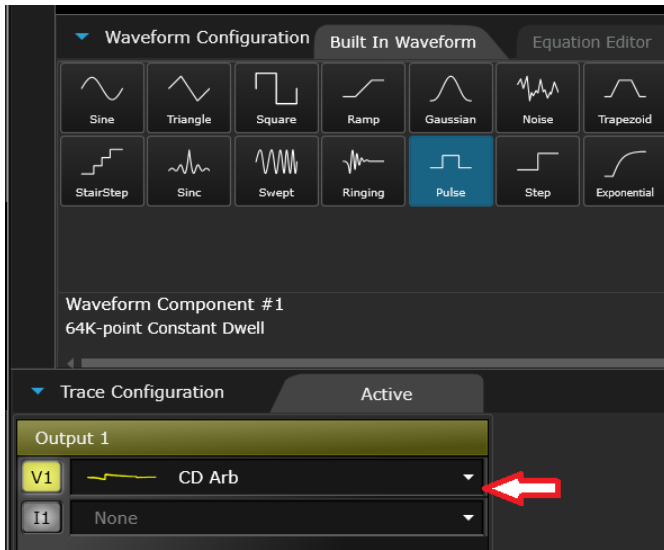 Waveform Configuration Built In Waveform Equation Editor
Sine Triangle Square Ramp Gaussian Noise Trapezoid
StairStep Sinc Swept Ringing Pulse Step Exponential
Waveform Component #1
64K-point Constant Dwell
Trace Configuration Active
Output 1
V1 CD Arb
I1 None